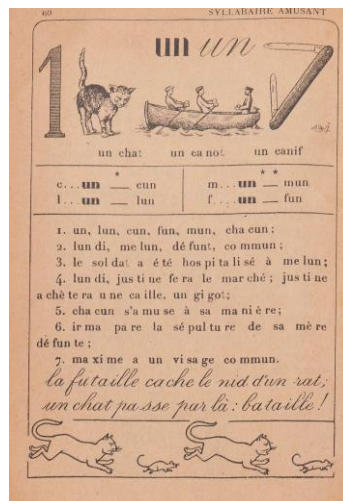 60 SYLLABAIRE AMUSANT
un un
un chat un ca not un canif
c...un — cun m...un — mun
l...un — lun f...un — fun
1. un, lun, cun, fun, mun, cha cun;
2. lun di, me lun, dé funt, co mmun;
3. le sol dat a é té hos pi ta li sé à me lun;
4. lun di, jus ti ne fe ra le mar ché; jus ti ne
a chè te ra u ne ca ille, un gi got;
5. cha cun s'a mu se à sa ma ni è re;
6. ir ma pa re la sé pul tu re de sa mè re
dé fun te;
7. ma xi me a un vi sa ge co mmun.
la futaille cache le nid d'un rat;
un chat pa sse par là : bataille !